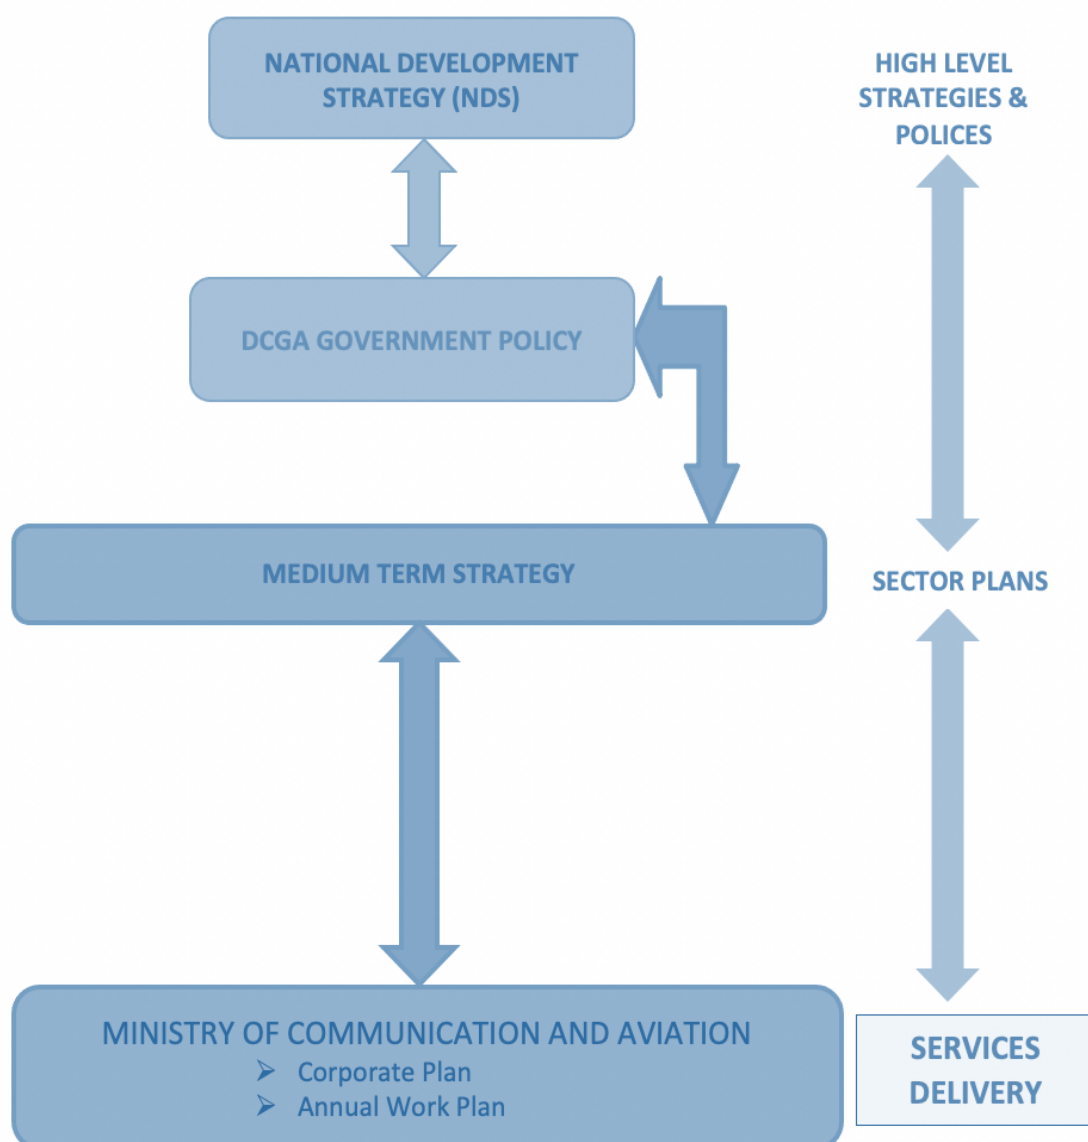 NATIONAL DEVELOPMENT
STRATEGY (NDS)
HIGH LEVEL
STRATEGIES &
POLICES
DCGA GOVERNMENT POLICY
MEDIUM TERM STRATEGY
SECTOR PLANS
MINISTRY OF COMMUNICATION AND AVIATION
➢ Corporate Plan
➢ Annual Work Plan
SERVICES
DELIVERY